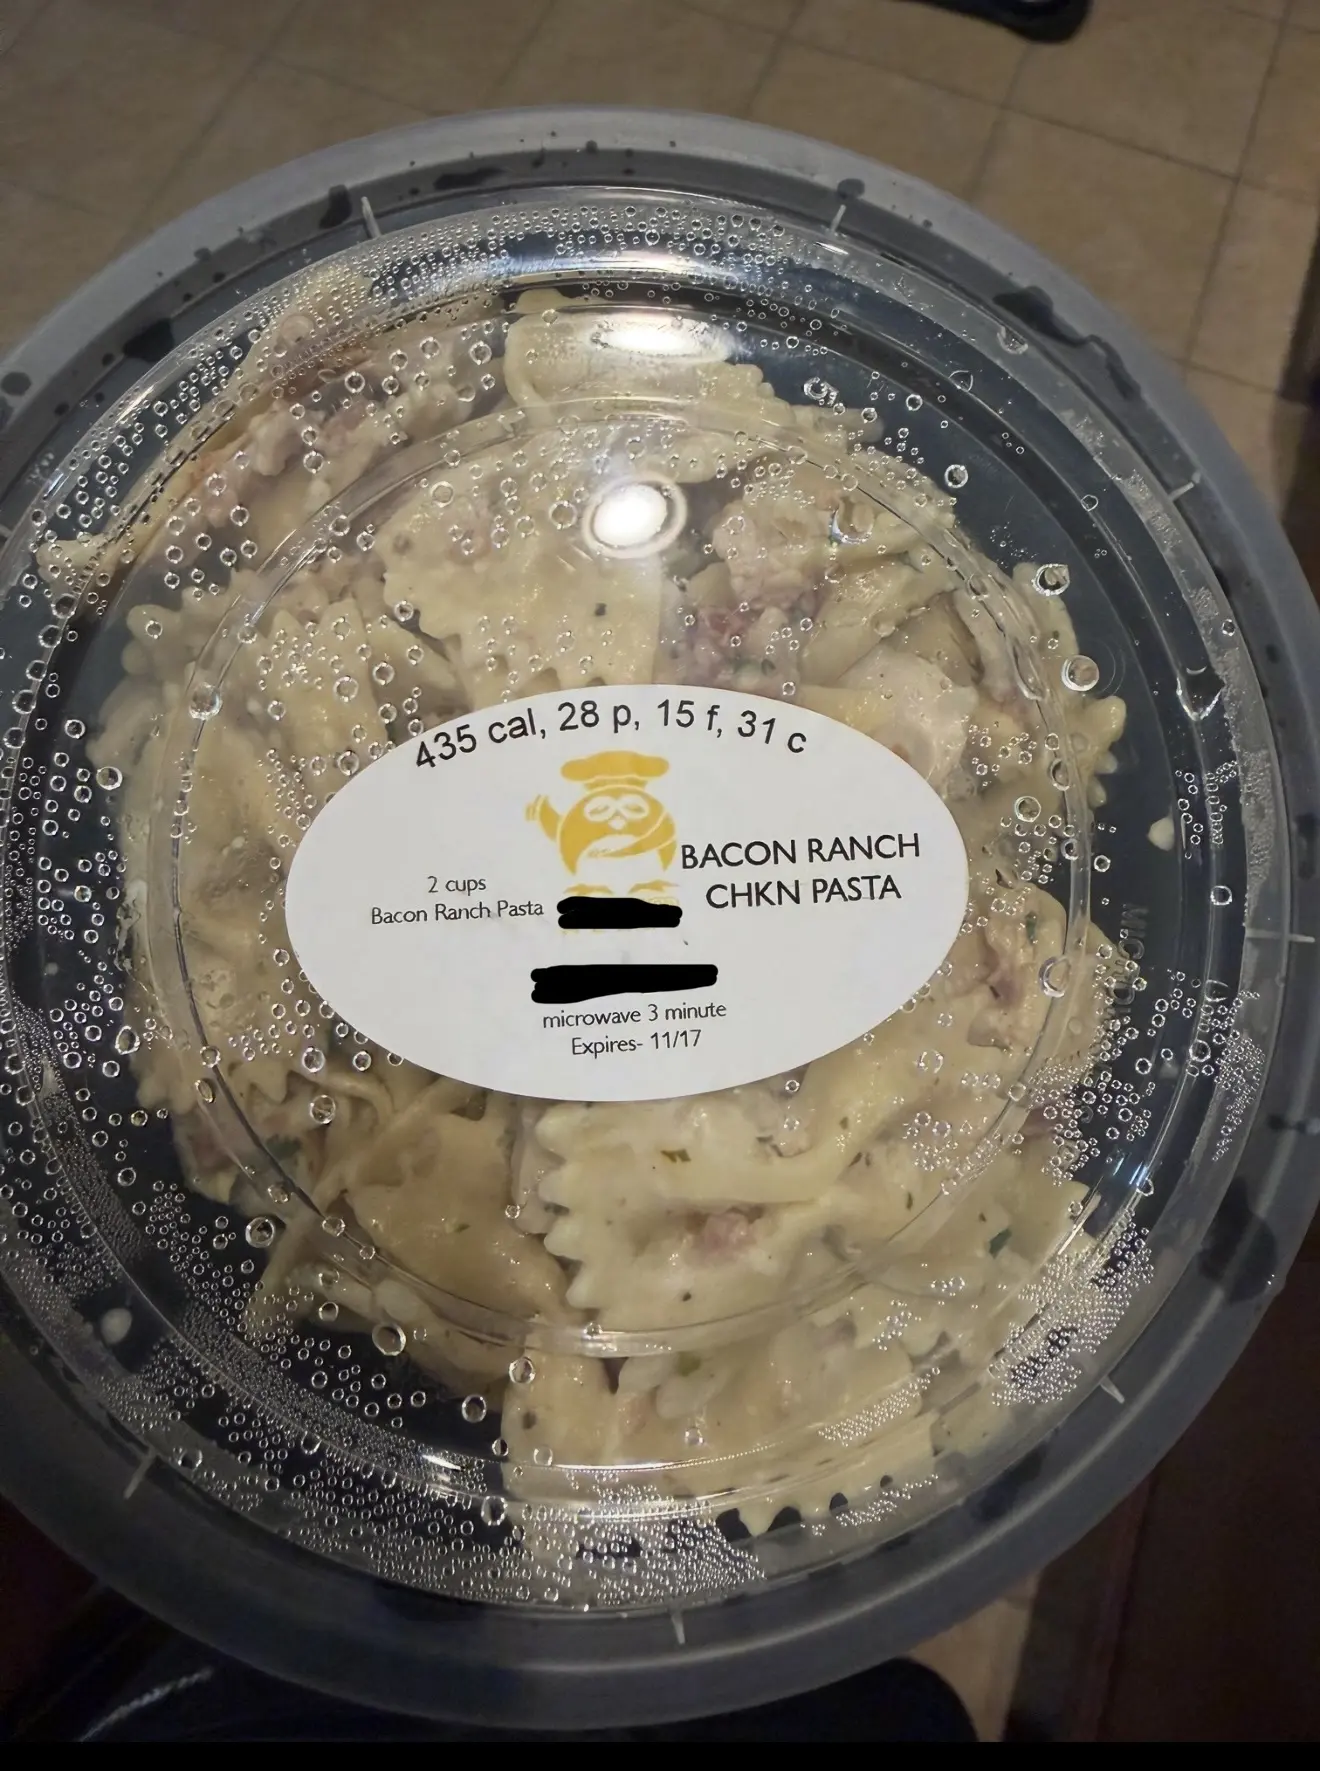 435 cal, 28 p, 15 f, 31 c
BACON RANCH
CHKN PASTA
2 cups
Bacon Ranch Pasta
microwave 3 minute
Expires- 11/17